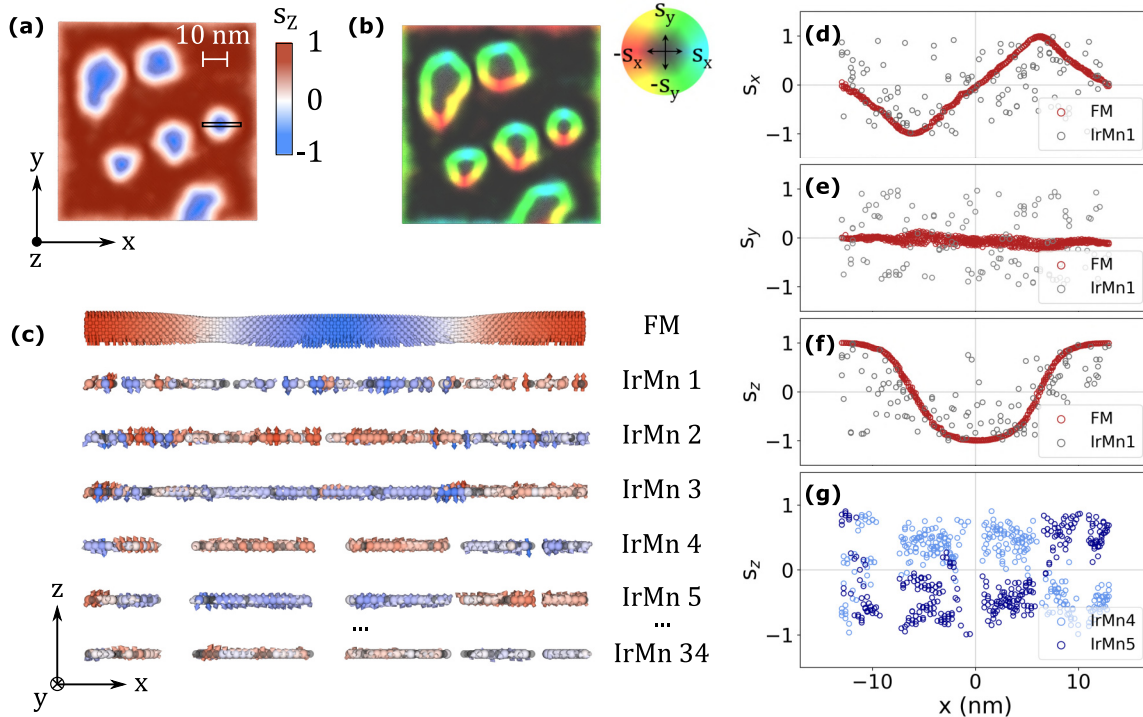 (a)
10 nm
s_z
1
0
-1
y
z
x
(b)
s_y
-s_x
s_x
-s_y
(c)
FM
IrMn 1
IrMn 2
IrMn 3
IrMn 4
IrMn 5
... ...
IrMn 34
z
y
x
(d)
s_x
1
0
−1
FM
IrMn1
(e)
s_y
1
0
−1
FM
IrMn1
(f)
s_z
1
0
−1
FM
IrMn1
(g)
s_z
1
0
−1
IrMn4
IrMn5
−10 0 10
x (nm)